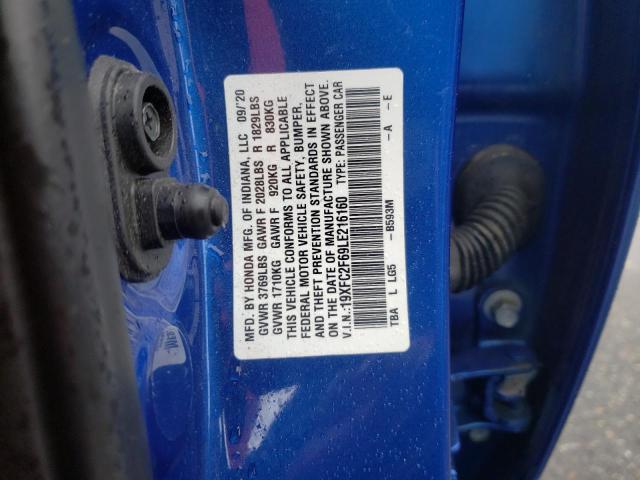 MFD. BY HONDA MFG. OF INDIANA, LLC 09/'20
GVWR 3769LBS GAWR F 2028LBS R 1829LBS
GVWR 1710KG GAWR F 920KG R 830KG
THIS VEHICLE CONFORMS TO ALL APPLICABLE
FEDERAL MOTOR VEHICLE SAFETY, BUMPER,
AND THEFT PREVENTION STANDARDS IN EFFECT
ON THE DATE OF MANUFACTURE SHOWN ABOVE.
V.I.N.:19XFC2F69LE216160 TYPE: PASSENGER CAR
TBA L LG5 -B593M -A -E